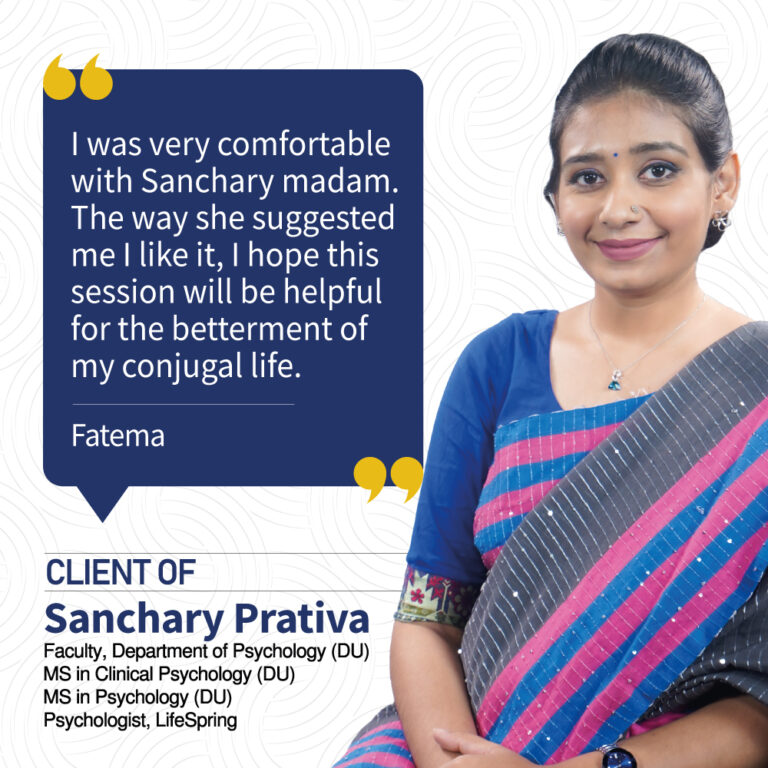 I was very comfortable
with Sanchary madam.
The way she suggested
me I like it, I hope this
session will be helpful
for the betterment of
my conjugal life.
Fatema
CLIENT OF
Sanchary Prativa
Faculty, Department of Psychology (DU)
MS in Clinical Psychology (DU)
MS in Psychology (DU)
Psychologist, LifeSpring